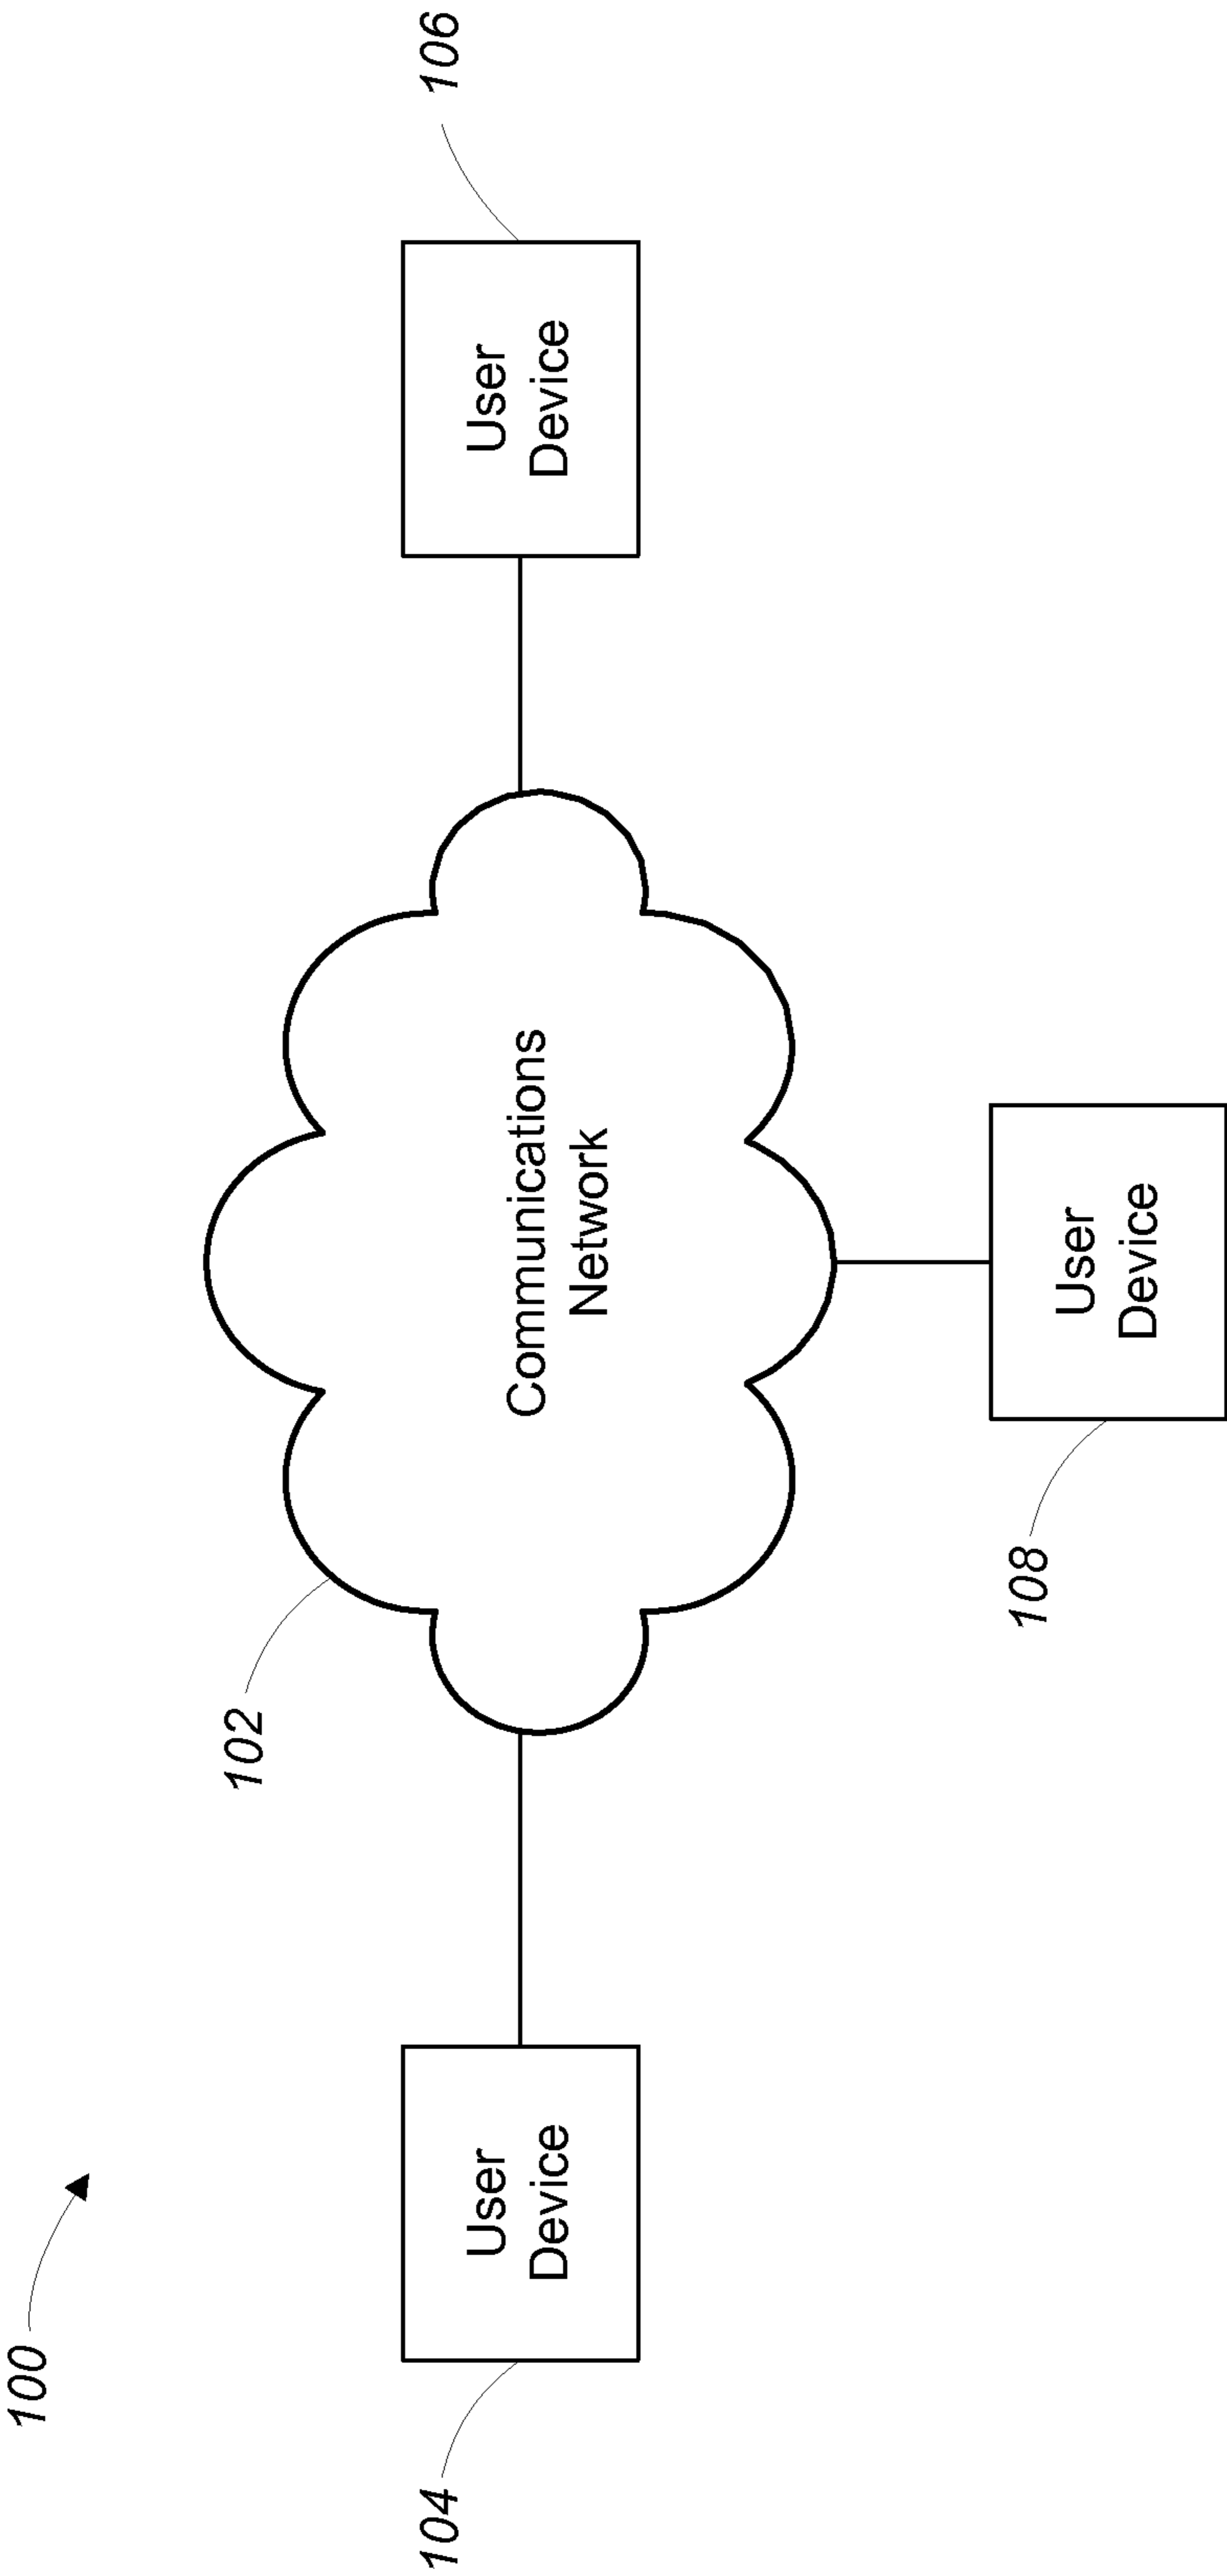 100
102
Communications
Network
104
User
Device
User
Device
106
108
User
Device